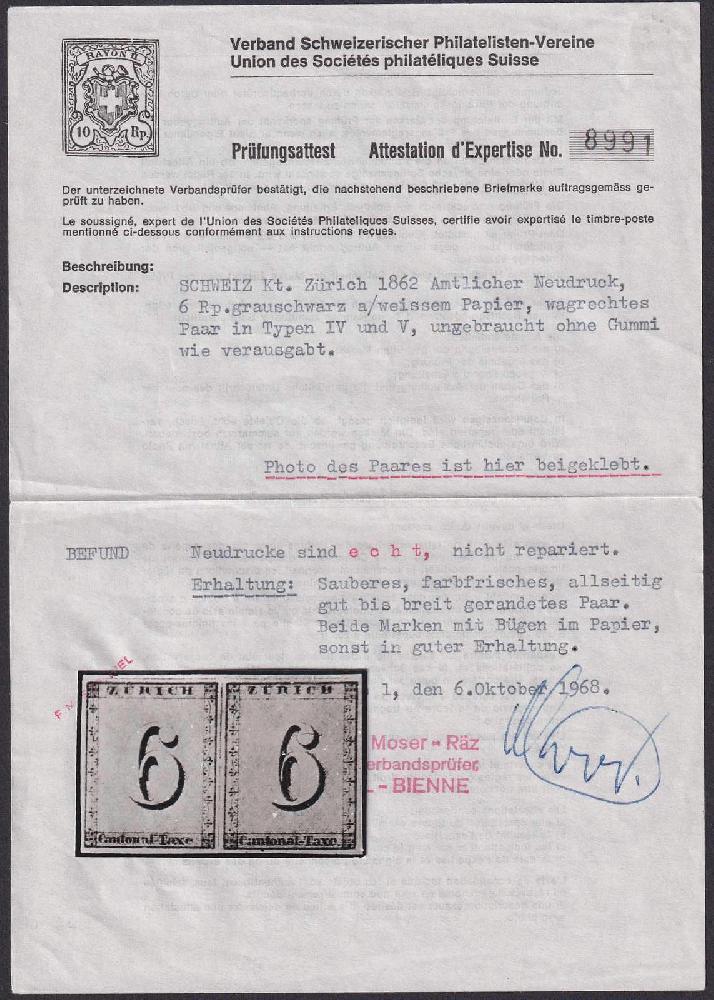 Verband Schweizerischer Philatelisten-Vereine
Union des Sociétés philatéliques Suisse
RAYON II
10 Rp.
Prüfungsattest Attestation d'Expertise No. 8991
Der unterzeichnete Verbandsprüfer bestätigt, die nachstehend beschriebene Briefmarke auftragsgemäss ge-
prüft zu haben.
Le soussigné, expert de l'Union des Sociétés Philateliques Suisses, certifie avoir expertisé le timbre-poste
mentionné ci-dessous conformément aux instructions reçues.
Beschreibung:
Description:
SCHWEIZ Kt. Zürich 1862 Amtlicher Neudruck,
6 Rp.grauschwarz a/weissem Papier, wagrechtes
Paar in Typen IV und V, ungebraucht ohne Gummi
wie verausgabt.
Photo des Paares ist hier beigeklebt.
BEFUND Neudrucke sind e c h t, nicht repariert.
Erhaltung: Sauberes, farbfrisches, allseitig
gut bis breit gerandetes Paar.
Beide Marken mit Bügen im Papier,
sonst in guter Erhaltung.
1, den 6.Oktober 1968.
ZÜRICH ZÜRICH
6 6
Cantonal-Taxe Cantonal-Taxe
Moser - Räz
erbandsprüfer
L - BIENNE